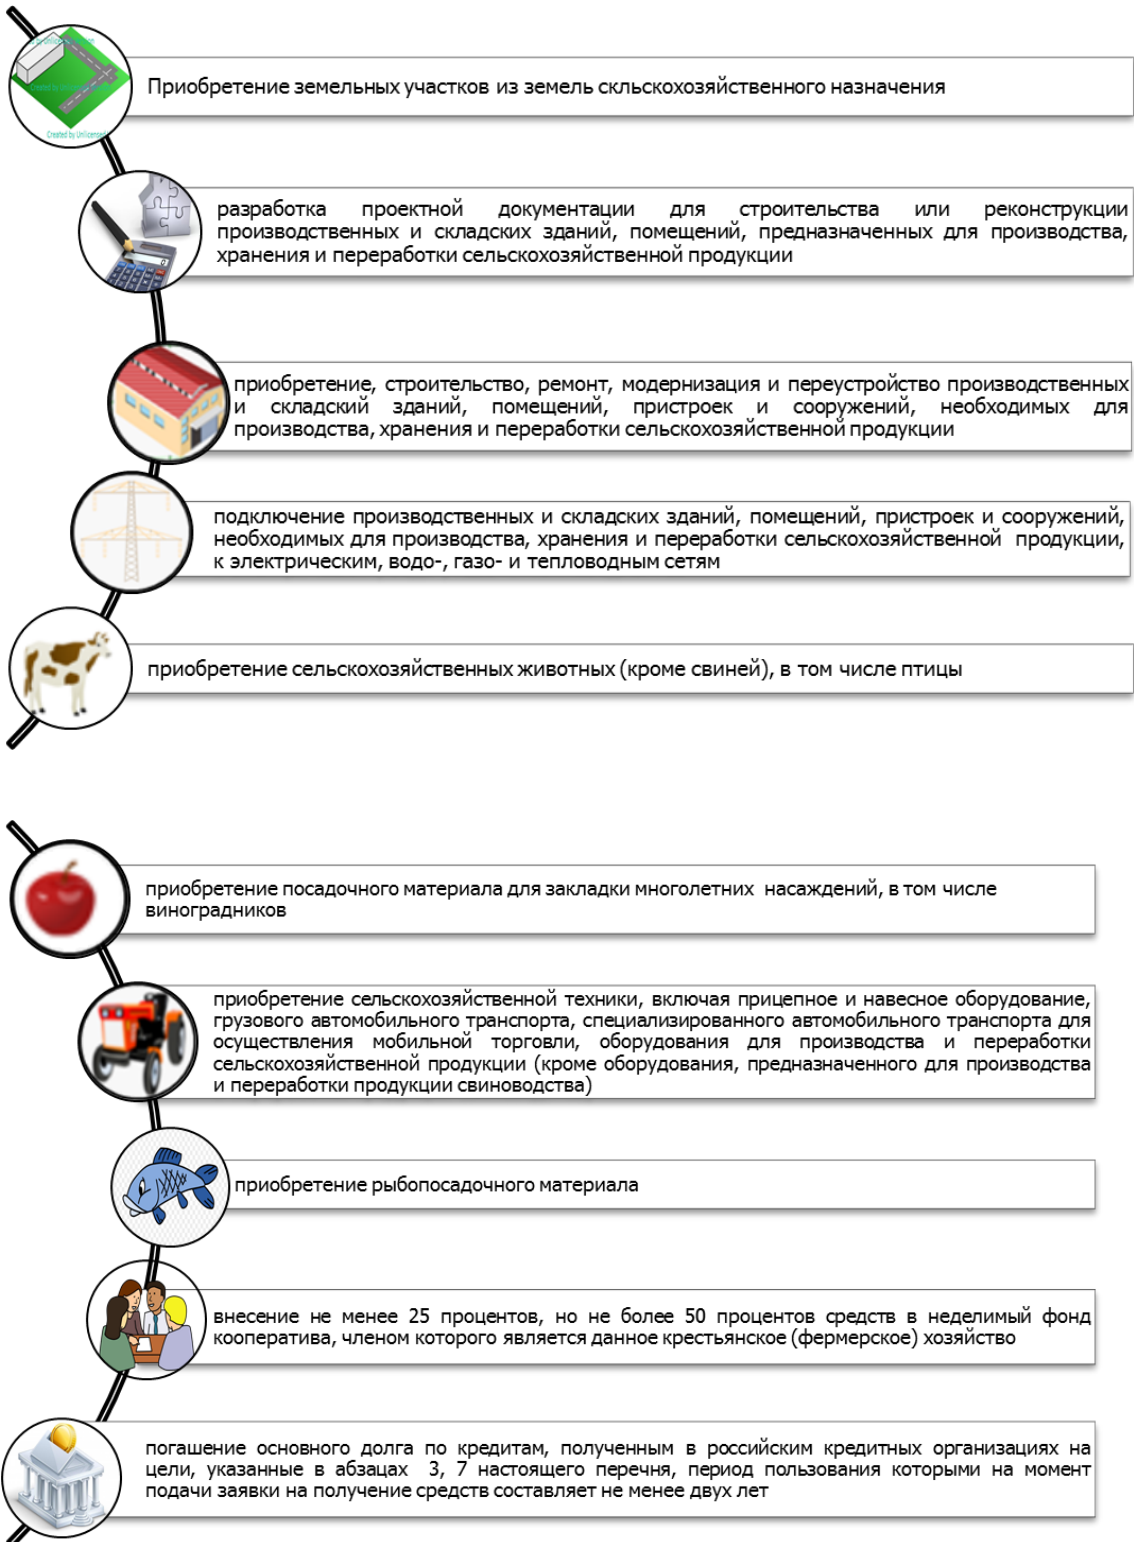 Created by Unlicensed
Приобретение земельных участков из земель скльскохозяйственного назначения
разработка проектной документации для строительства или реконструкции
производственных и складских зданий, помещений, предназначенных для производства,
хранения и переработки сельскохозяйственной продукции
приобретение, строительство, ремонт, модернизация и переустройство производственных
и складский зданий, помещений, пристроек и сооружений, необходимых для
производства, хранения и переработки сельскохозяйственной продукции
подключение производственных и складских зданий, помещений, пристроек и сооружений,
необходимых для производства, хранения и переработки сельскохозяйственной продукции,
к электрическим, водо-, газо- и тепловодным сетям
приобретение сельскохозяйственных животных (кроме свиней), в том числе птицы
приобретение посадочного материала для закладки многолетних насаждений, в том числе
виноградников
приобретение сельскохозяйственной техники, включая прицепное и навесное оборудование,
грузового автомобильного транспорта, специализированного автомобильного транспорта для
осуществления мобильной торговли, оборудования для производства и переработки
сельскохозяйственной продукции (кроме оборудования, предназначенного для производства
и переработки продукции свиноводства)
приобретение рыбопосадочного материала
внесение не менее 25 процентов, но не более 50 процентов средств в неделимый фонд
кооператива, членом которого является данное крестьянское (фермерское) хозяйство
погашение основного долга по кредитам, полученным в российским кредитных организациях на
цели, указанные в абзацах 3, 7 настоящего перечня, период пользования которыми на момент
подачи заявки на получение средств составляет не менее двух лет